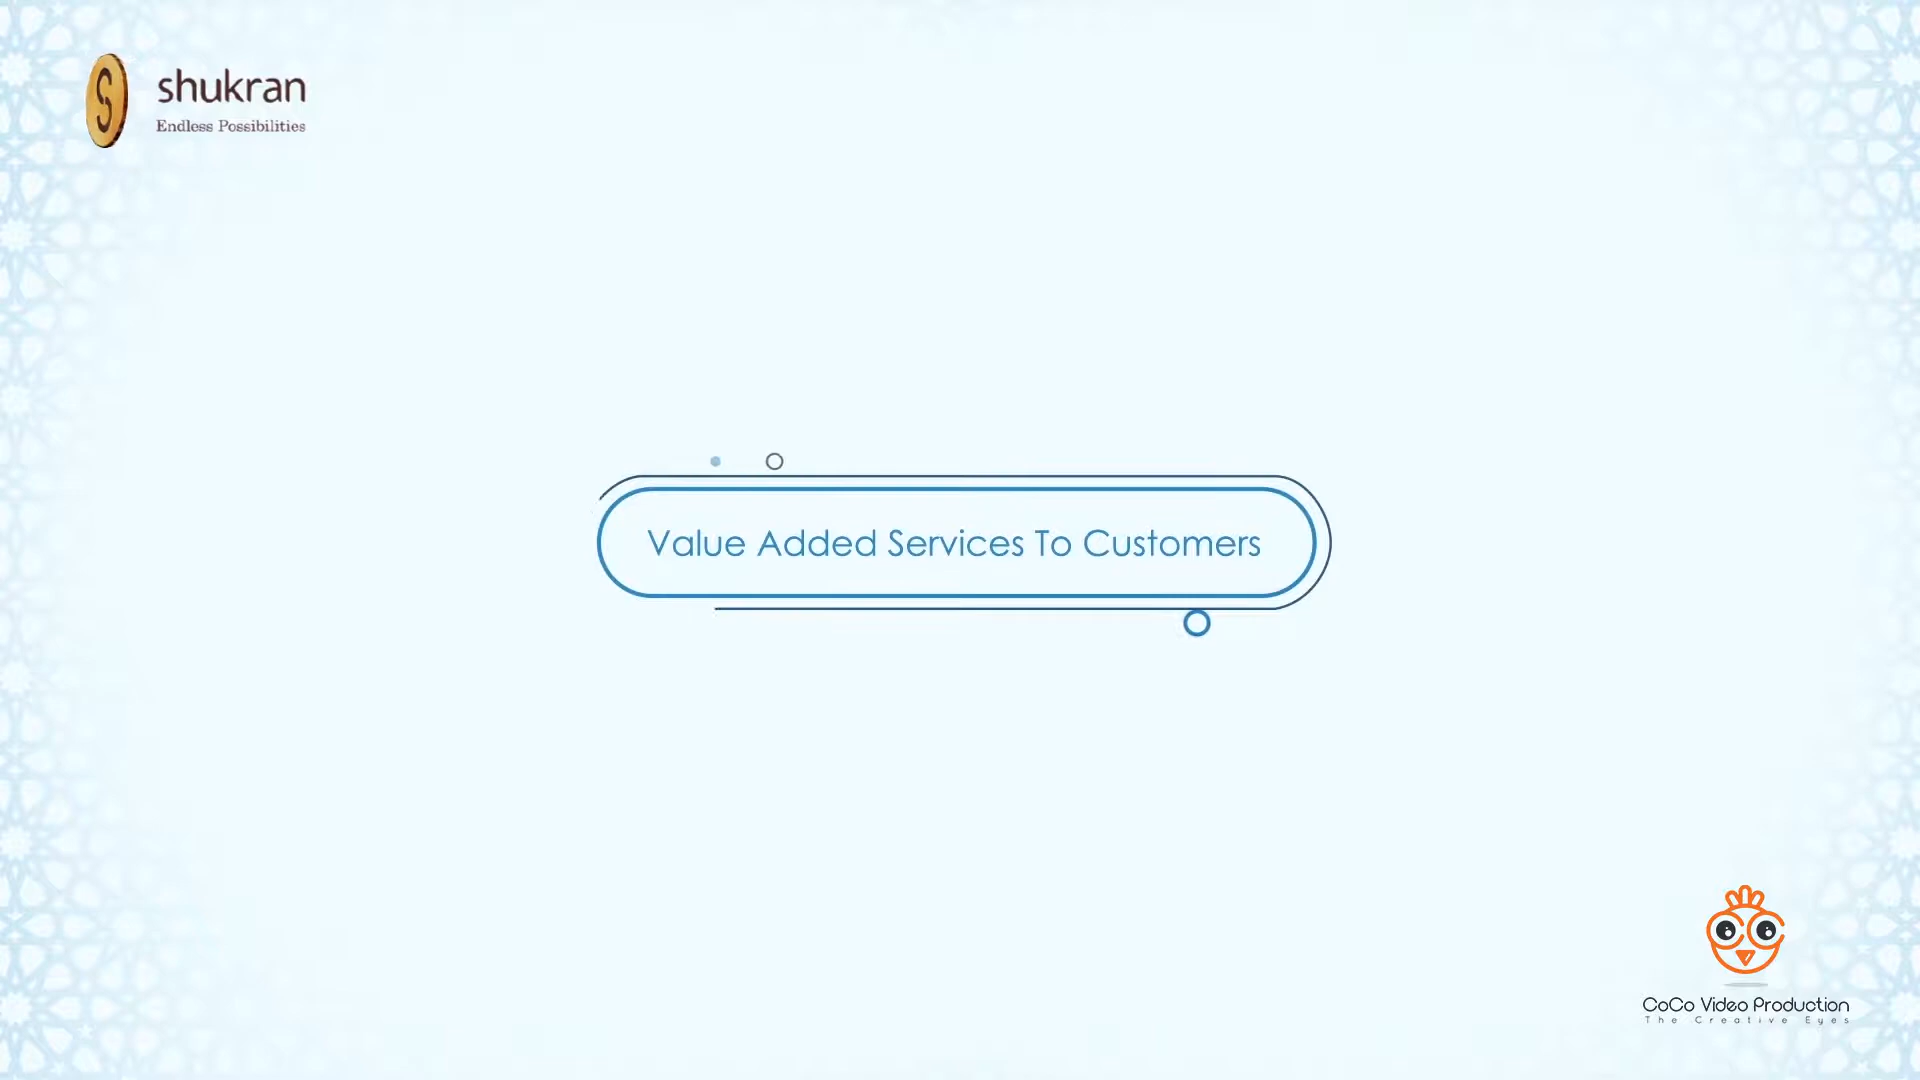 shukran
Endless Possibilities
Value Added Services To Customers
CoCo Video Production
The Creative Eyes